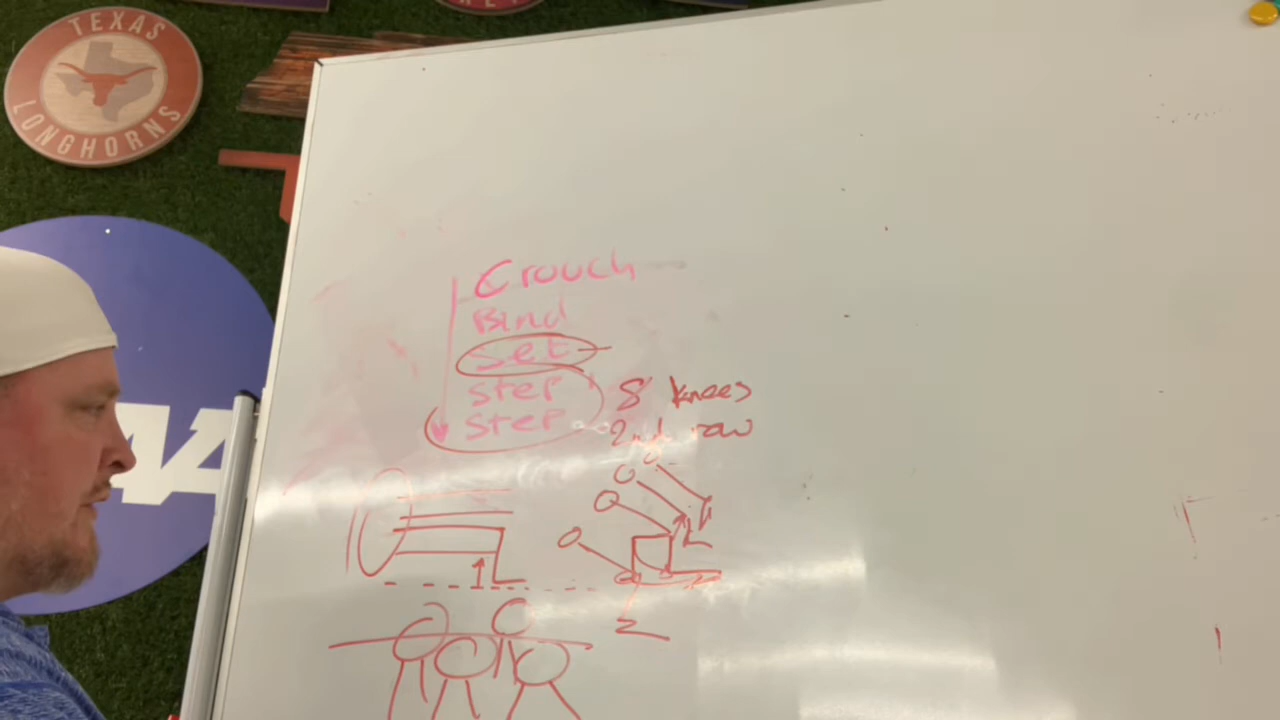 TEXAS
LONGHORNS
Crouch
Bind
Set
Step
Step
8 knees
2nd row